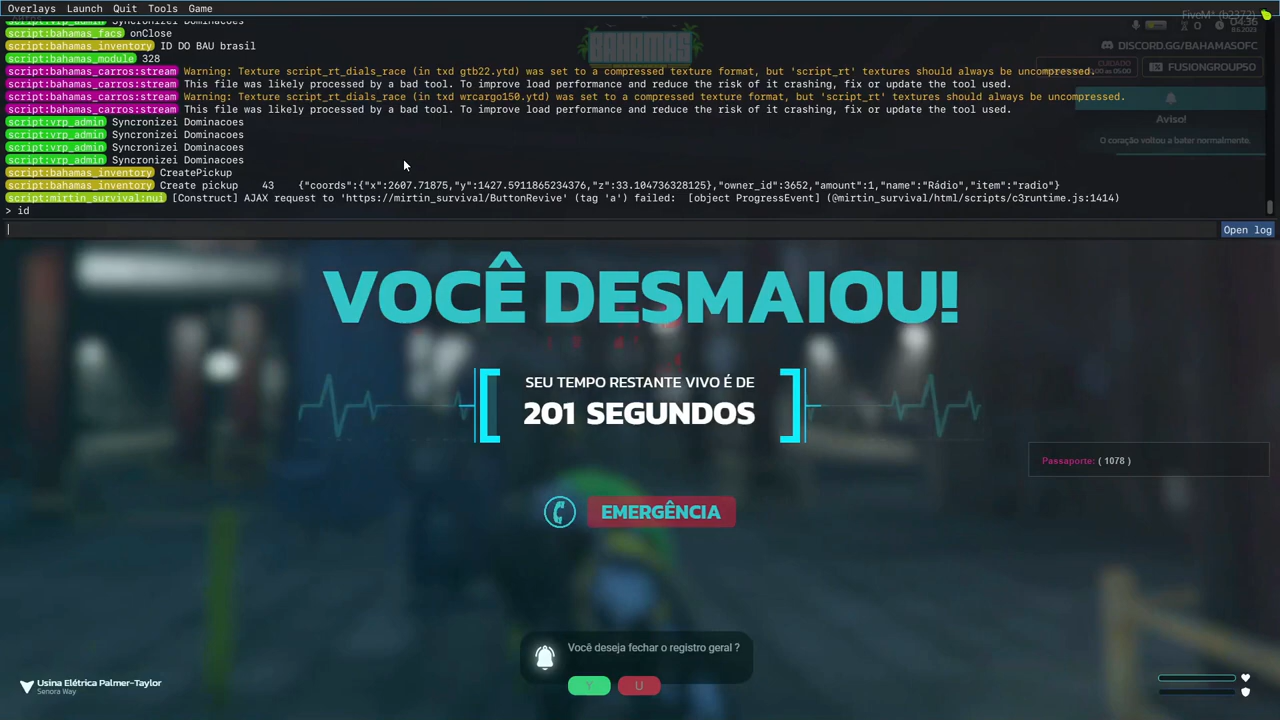 Overlays Launch Quit Tools Game
FiveM* (b2372)
script:vrp_admin Syncronizei Dominacoes
script:bahamas_facs onClose
script:bahamas_inventory ID DO BAU brasil
script:bahamas_module 328
script:bahamas_carros:stream Warning: Texture script_rt_dials_race (in txd gtb22.ytd) was set to a compressed texture format, but 'script_rt' textures should always be uncompressed.
script:bahamas_carros:stream This file was likely processed by a bad tool. To improve load performance and reduce the risk of it crashing, fix or update the tool used.
script:bahamas_carros:stream Warning: Texture script_rt_dials_race (in txd wrcargo150.ytd) was set to a compressed texture format, but 'script_rt' textures should always be uncompressed.
script:bahamas_carros:stream This file was likely processed by a bad tool. To improve load performance and reduce the risk of it crashing, fix or update the tool used.
script:vrp_admin Syncronizei Dominacoes
script:vrp_admin Syncronizei Dominacoes
script:vrp_admin Syncronizei Dominacoes
script:vrp_admin Syncronizei Dominacoes
script:bahamas_inventory CreatePickup
script:bahamas_inventory Create pickup 43 {"coords":{"x":2607.71875,"y":1427.5911865234376,"z":33.104736328125},"owner_id":3652,"amount":1,"name":"Rádio","item":"radio"}
script:mirtin_survival:nui [Construct] AJAX request to 'https://mirtin_survival/ButtonRevive' (tag 'a') failed: [object ProgressEvent] (@mirtin_survival/html/scripts/c3runtime.js:1414)
> id
Open log
BAHAMAS
04:36
DISCORD.GG/BAHAMASOFC
FUSIONGROUP50
Aviso!
O coração voltou a bater normalmente.
VOCÊ DESMAIOU!
SEU TEMPO RESTANTE VIVO É DE
201 SEGUNDOS
Passaporte: ( 1078 )
EMERGÊNCIA
Você deseja fechar o registro geral ?
Y U
Usina Elétrica Palmer-Taylor
Senora Way